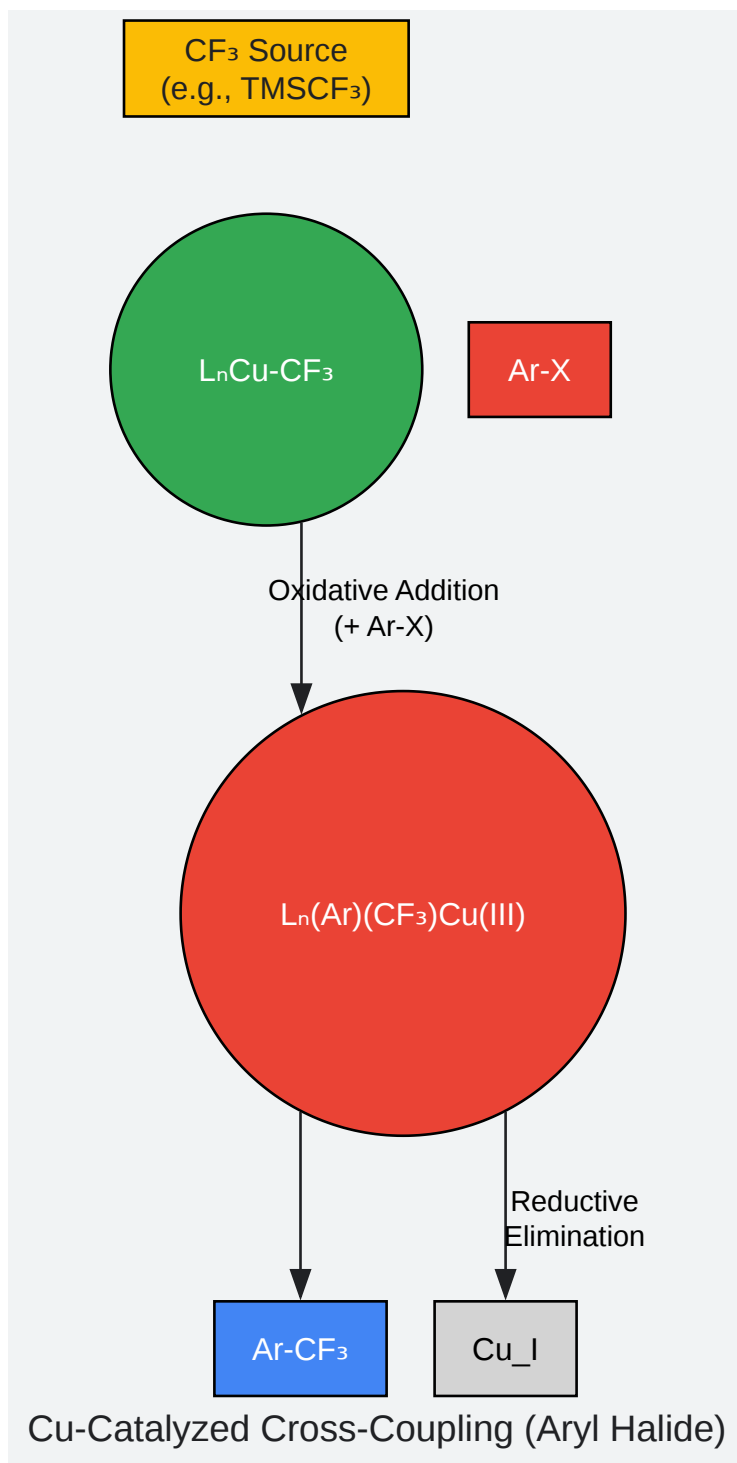 CF₃ Source
(e.g., TMSCF₃)
LₙCu-CF₃
Ar-X
Oxidative Addition
(+ Ar-X)
Lₙ(Ar)(CF₃)Cu(III)
Reductive
Elimination
Ar-CF₃
Cu_I
Cu-Catalyzed Cross-Coupling (Aryl Halide)